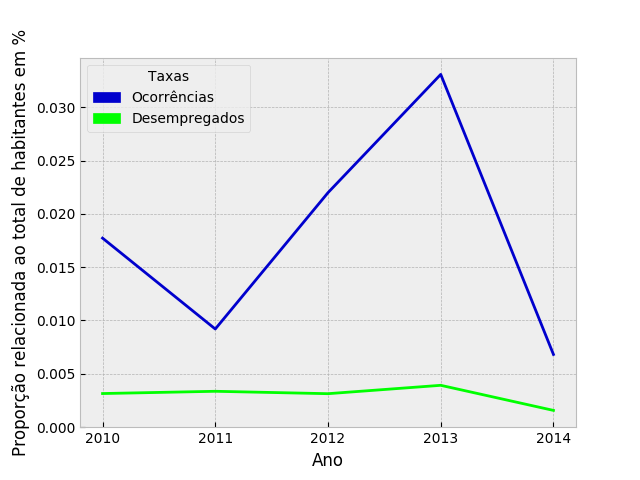 Proporção relacionada ao total de habitantes em %
Taxas
Ocorrências
Desempregados
0.030
0.025
0.020
0.015
0.010
0.005
0.000
2010 2011 2012 2013 2014
Ano